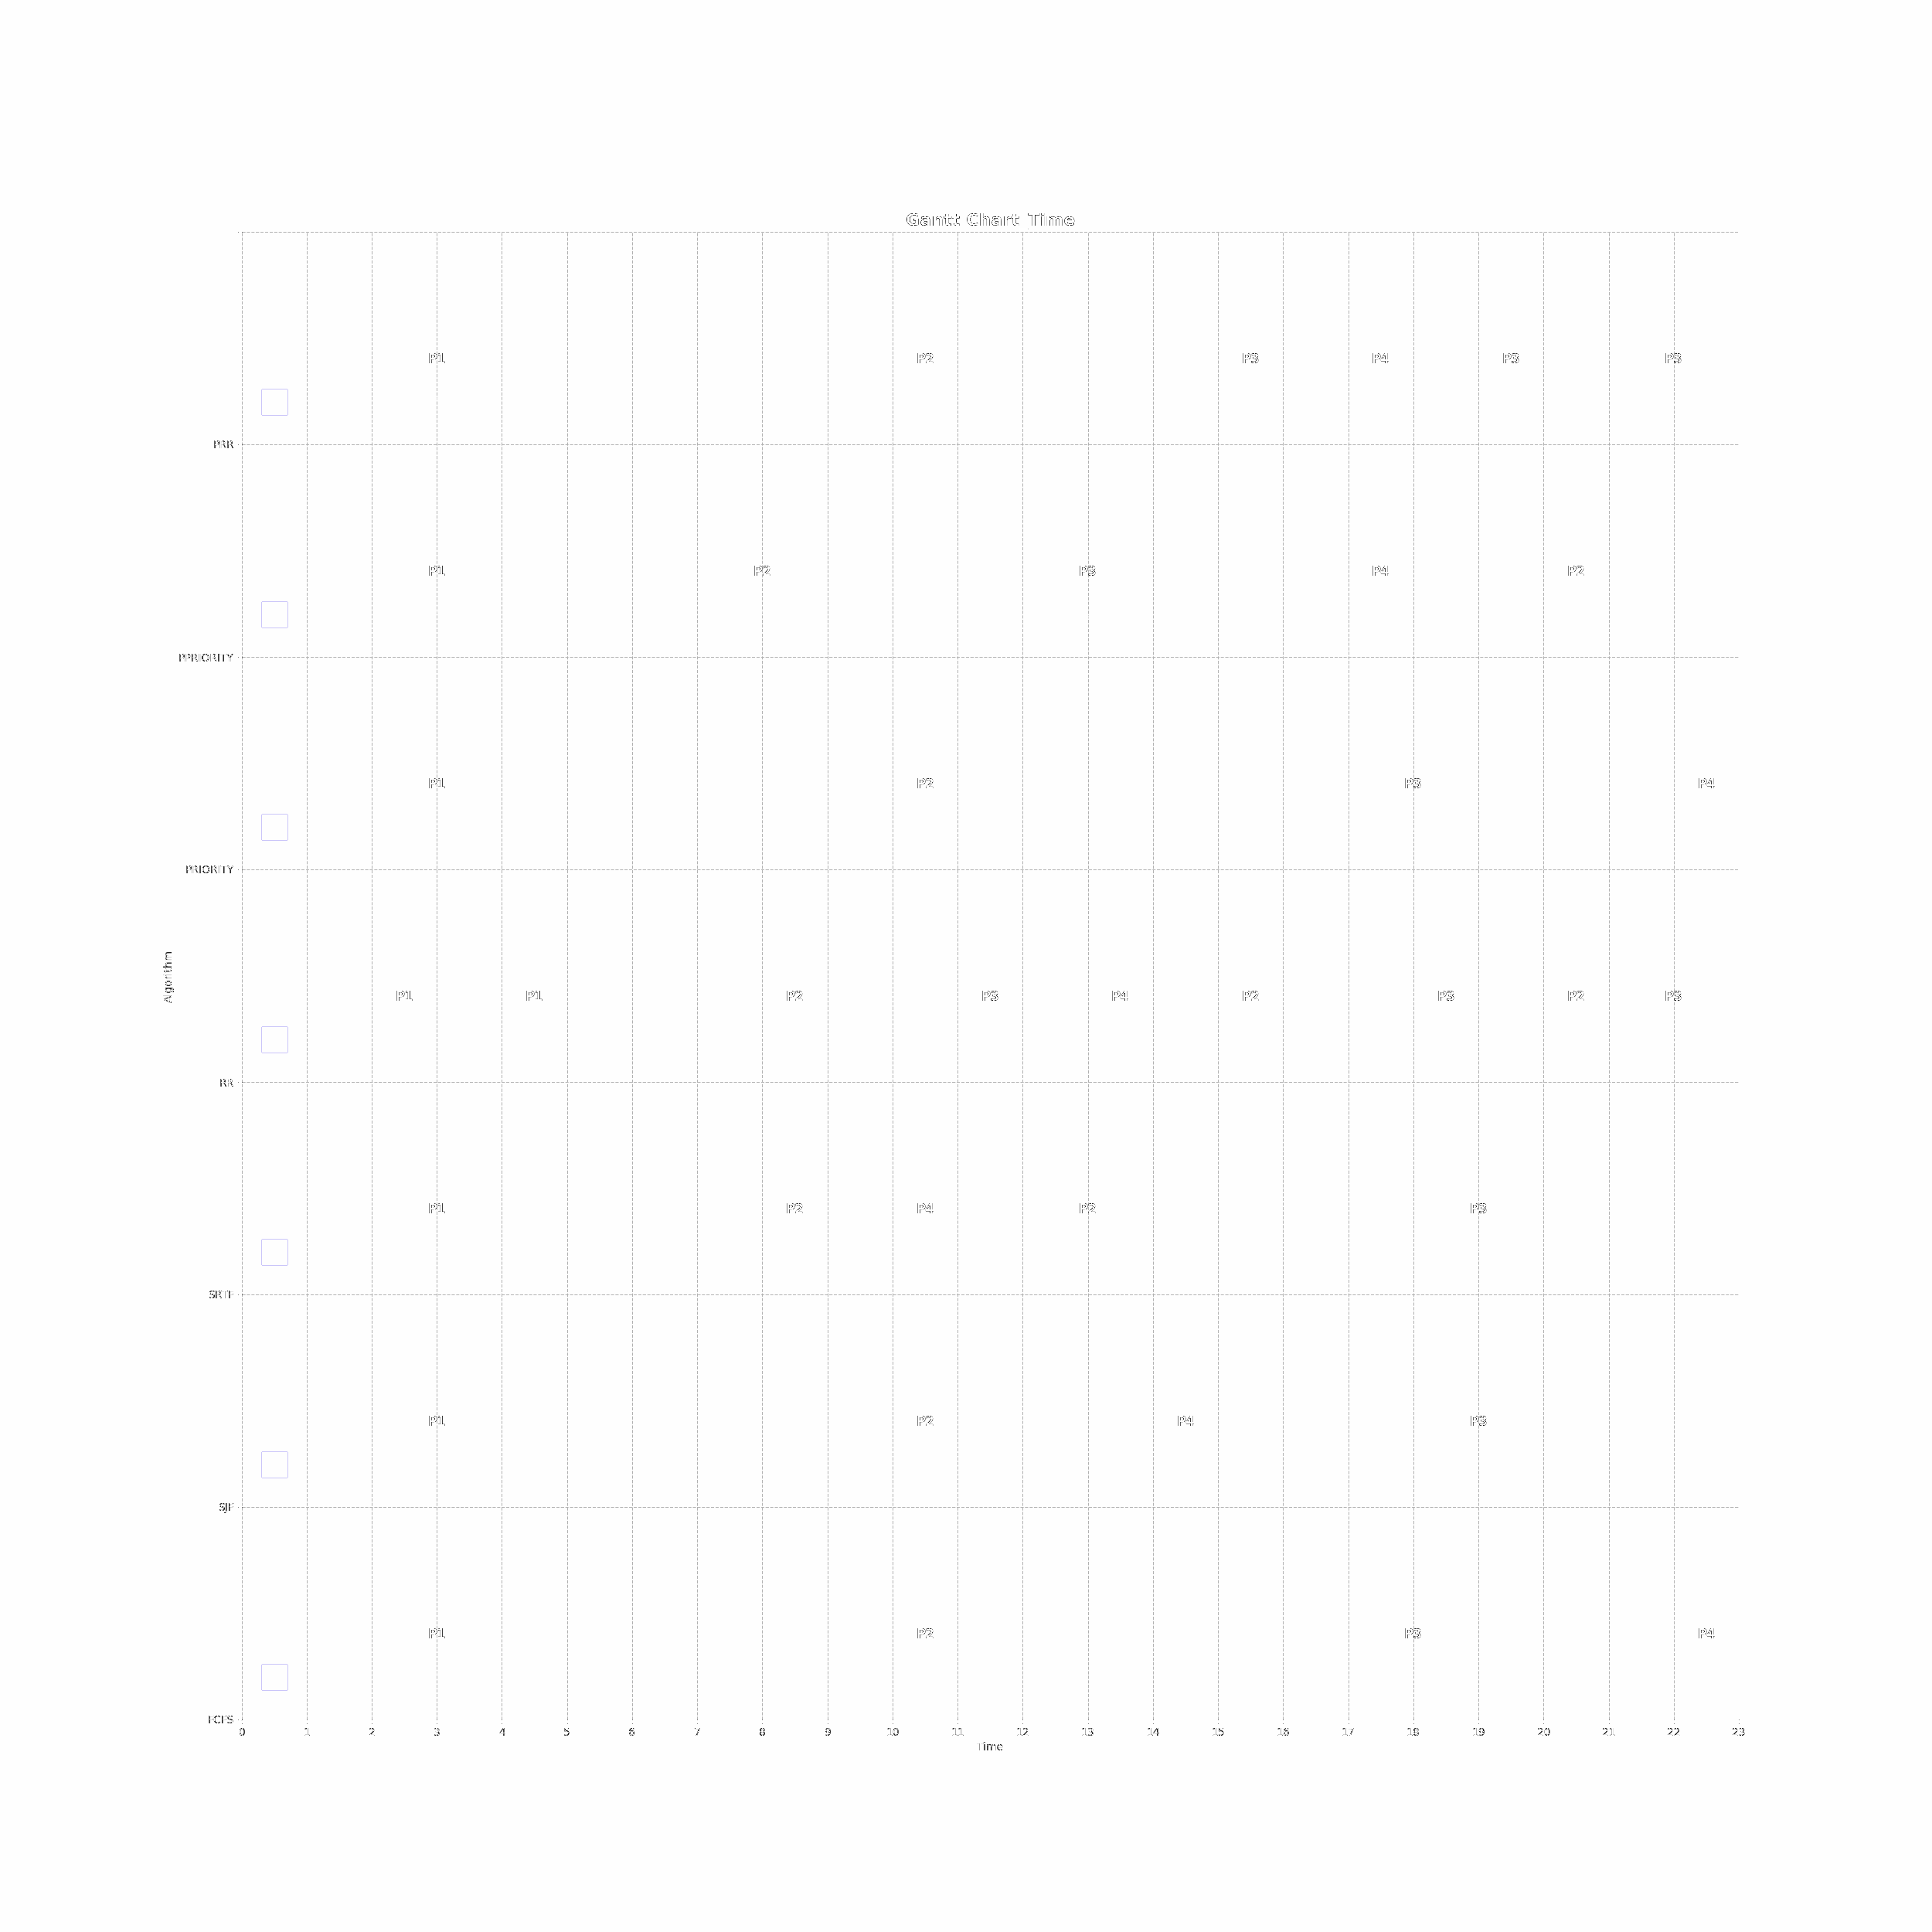 Gantt Chart Time
P1 P2 P3 P4 P3 P3
PRR
P1 P2 P3 P4 P2
PPRIORITY
P1 P2 P3 P4
PRIORITY
Agorithm
P1 P1 P2 P3 P4 P2 P3 P2 P3
RR
P1 P2 P4 P2 P3
SRTF
P1 P2 P4 P3
SJF
P1 P2 P3 P4
FCFS
0 1 2 3 4 5 6 7 8 9 10 11 12 13 14 15 16 17 18 19 20 21 22 23
Time